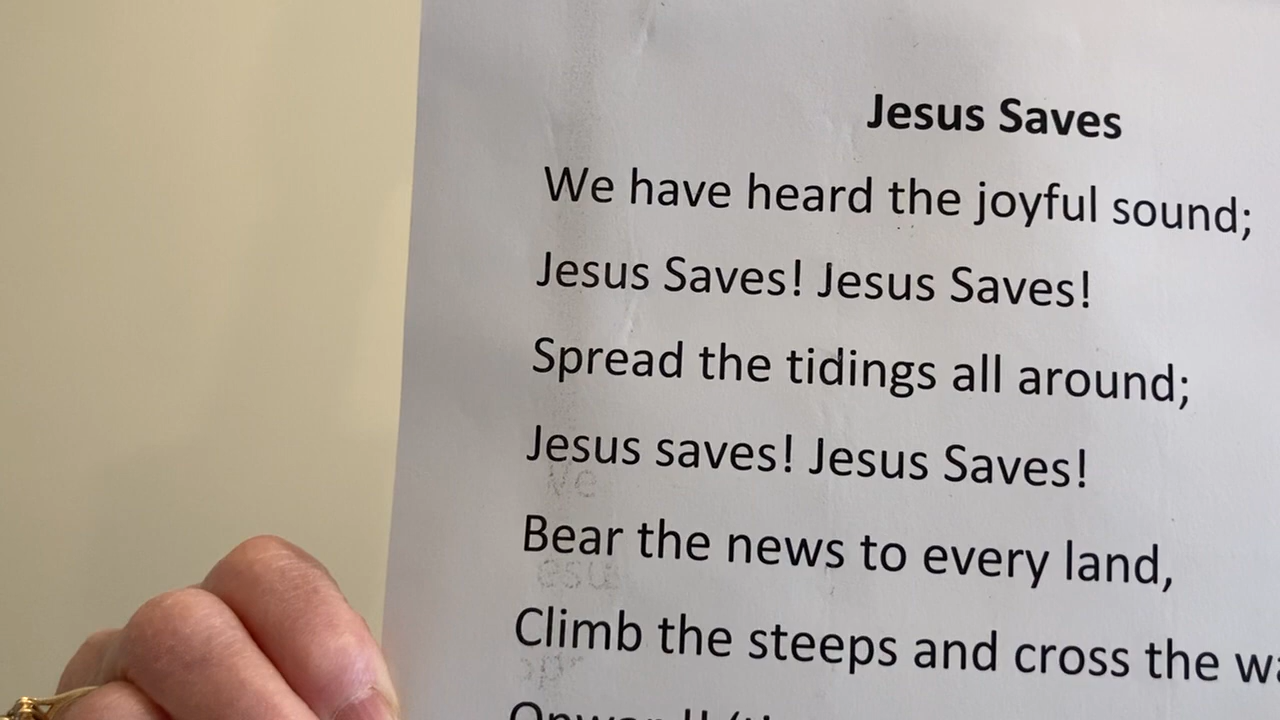 Jesus Saves
We have heard the joyful sound;
Jesus Saves! Jesus Saves!
Spread the tidings all around;
Jesus saves! Jesus Saves!
Bear the news to every land,
Climb the steeps and cross the